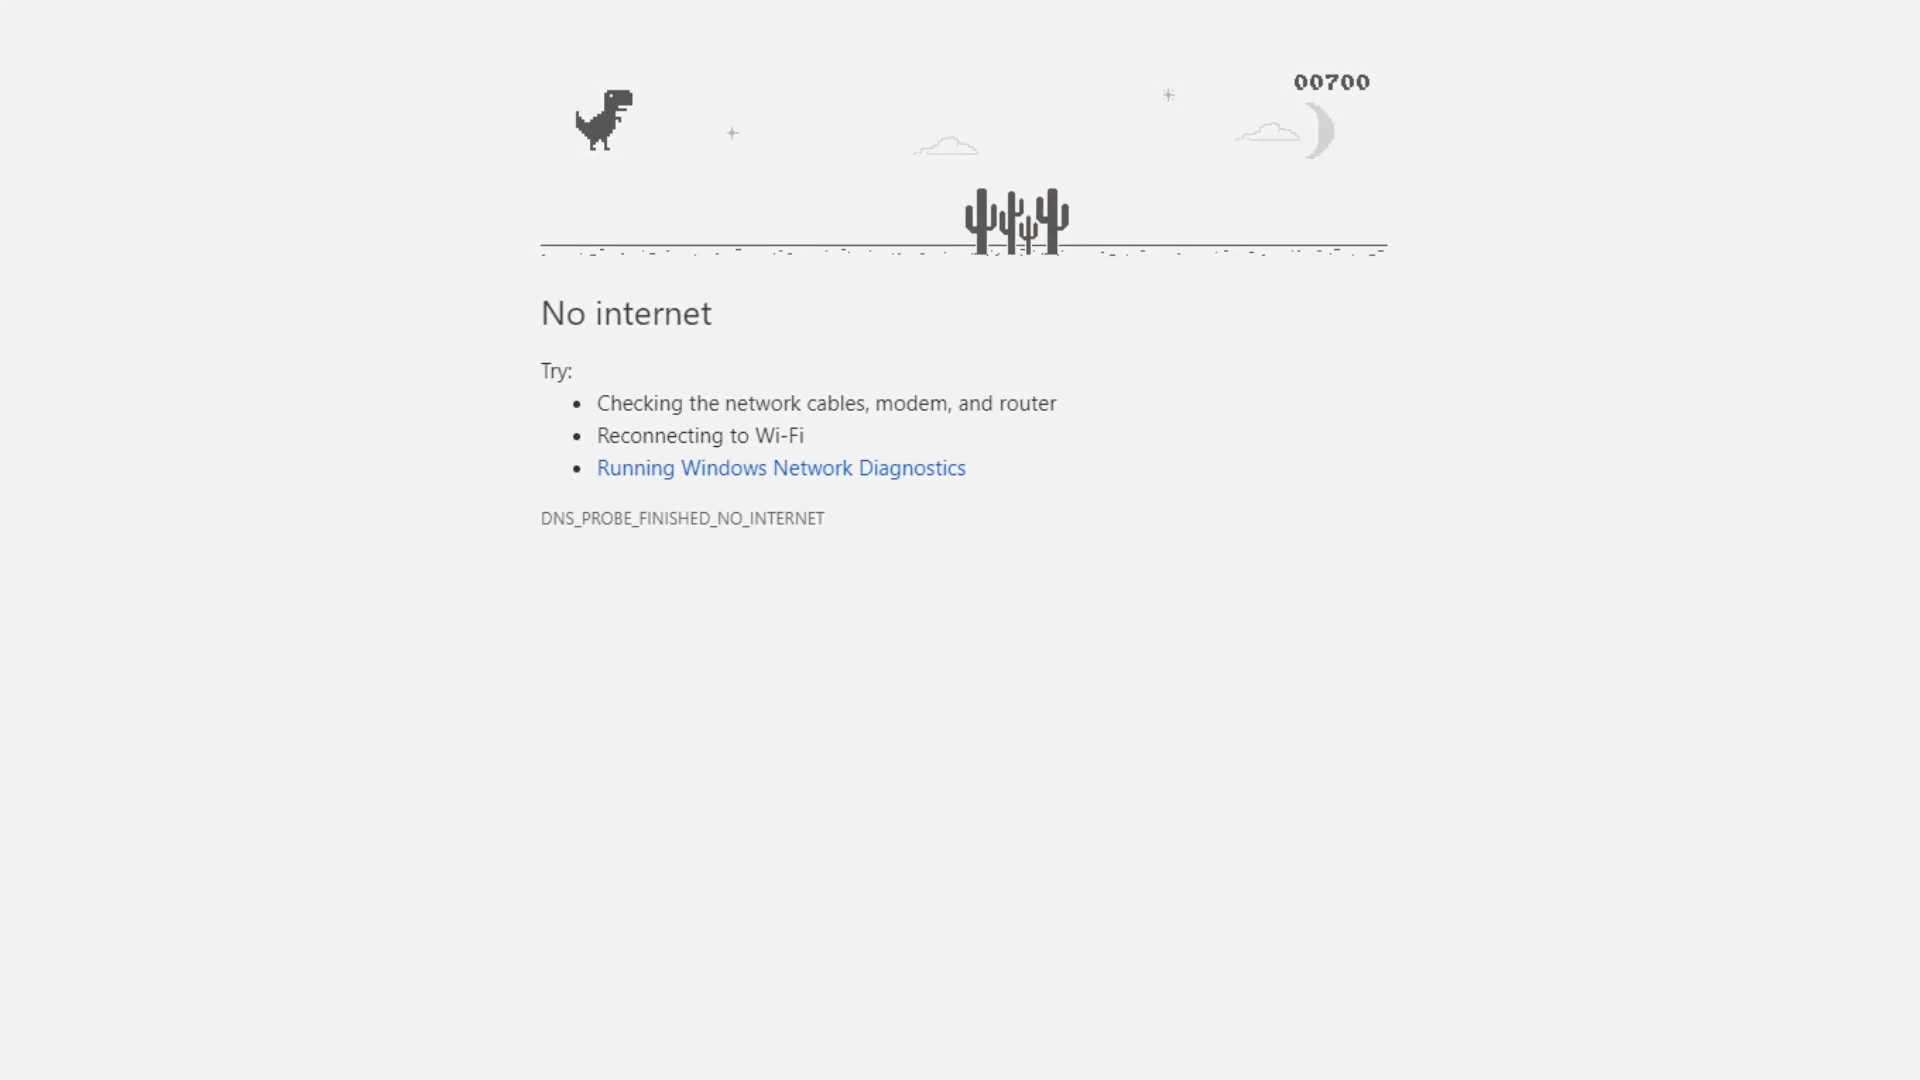 00700
No internet
Try:
Checking the network cables, modem, and router
Reconnecting to Wi-Fi
Running Windows Network Diagnostics
DNS_PROBE_FINISHED_NO_INTERNET